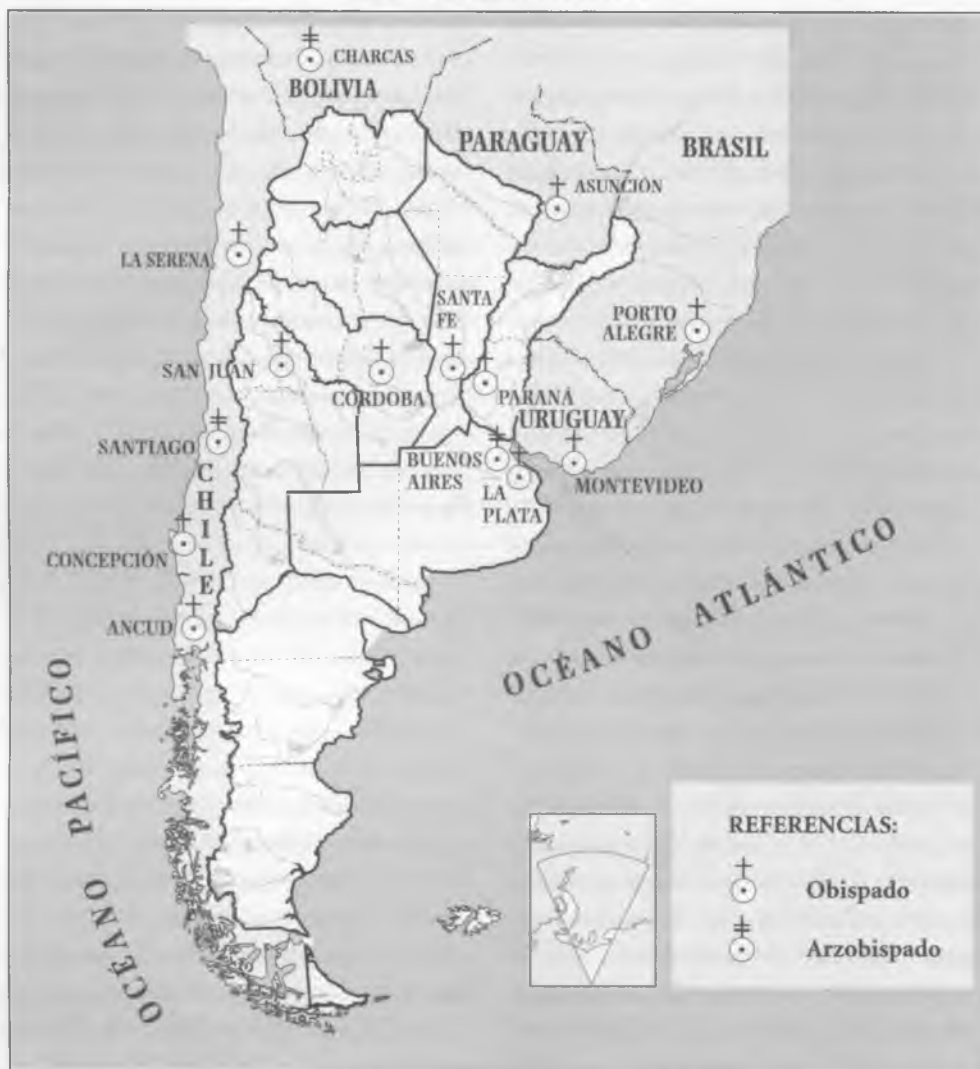 CHARCAS
BOLIVIA
PARAGUAY
BRASIL
ASUNCIÓN
LA SERENA
SANTA
FE
PORTO
ALEGRE
SAN JUAN
CÓRDOBA
PARANÁ
URUGUAY
SANTIAGO
BUENOS
AIRES
LA
PLATA
MONTEVIDEO
CHILE
CONCEPCIÓN
ANCUD
OCÉANO ATLÁNTICO
OCÉANO PACÍFICO
REFERENCIAS:
Obispado
Arzobispado